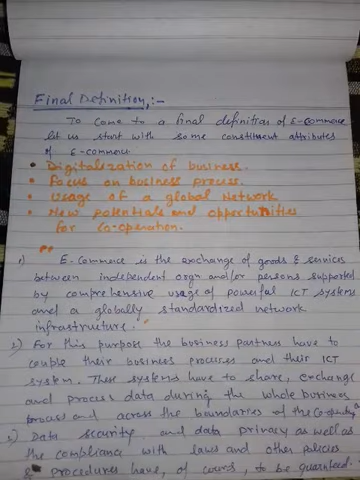 Final Definition,:-
To come to a final definition of E-commerce
let us start with some constituent attributes
of E-commerce
• Digitalization of business.
• Focus on business process.
• Usage of a global Network
• New potentials and opportunities
for co-operation.
1) E-Commerce is the exchange of goods & services
between independent orgn and/or persons supported
by comprehensive usage of powerful ICT systems
and a globally standardized network
infrastructure.
2) For this purpose the business partners have to
couple their business processes and their ICT
system. These systems have to share, exchange
and process data during the whole business
process and across the boundaries of the
3) Data security and data privacy as well as
the compliance with laws and other policies
& procedures have, of cours, to be guaranteed.